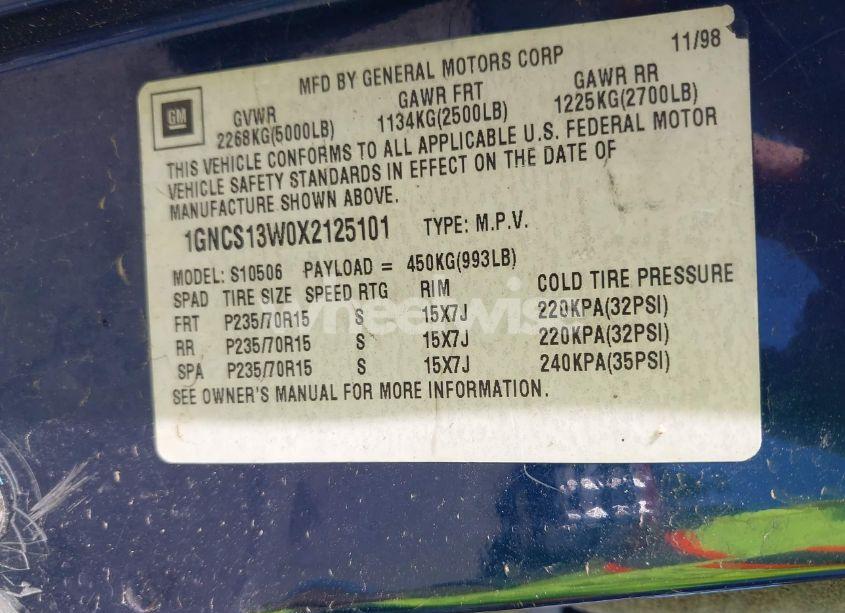 MFD BY GENERAL MOTORS CORP 11/98
GM
GVWR GAWR FRT GAWR RR
2268KG(5000LB) 1134KG(2500LB) 1225KG(2700LB)
THIS VEHICLE CONFORMS TO ALL APPLICABLE U.S. FEDERAL MOTOR
VEHICLE SAFETY STANDARDS IN EFFECT ON THE DATE OF
MANUFACTURE SHOWN ABOVE.
1GNCS13W0X2125101 TYPE: M.P.V.
MODEL: S10506 PAYLOAD = 450KG(993LB)
SPAD TIRE SIZE SPEED RTG RIM COLD TIRE PRESSURE
FRT P235/70R15 S 15X7J 220KPA(32PSI)
RR P235/70R15 S 15X7J 220KPA(32PSI)
SPA P235/70R15 S 15X7J 240KPA(35PSI)
SEE OWNER'S MANUAL FOR MORE INFORMATION.